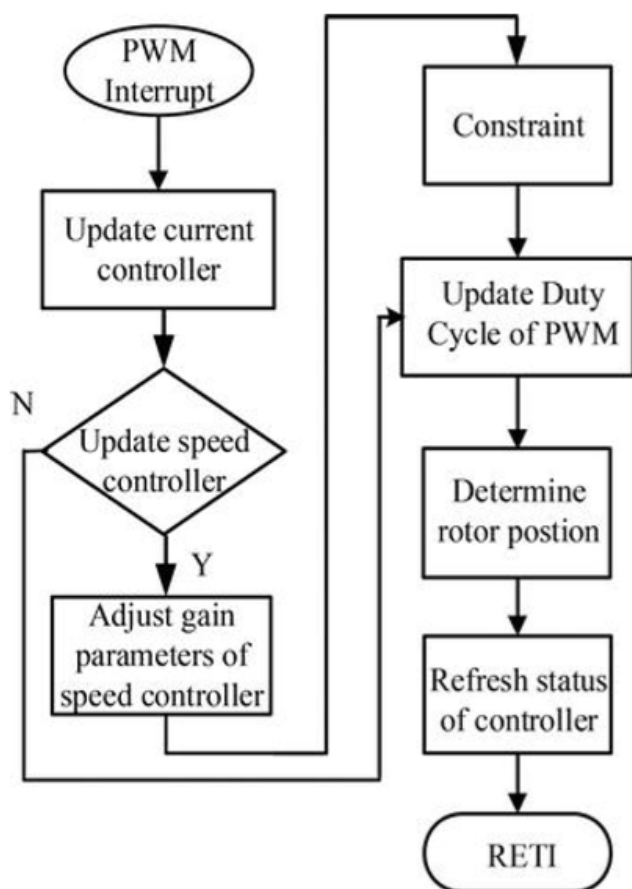 PWM
Interrupt
Update current
controller
N
Update speed
controller
Y
Adjust gain
parameters of
speed controller
Constraint
Update Duty
Cycle of PWM
Determine
rotor postion
Refresh status
of controller
RETI